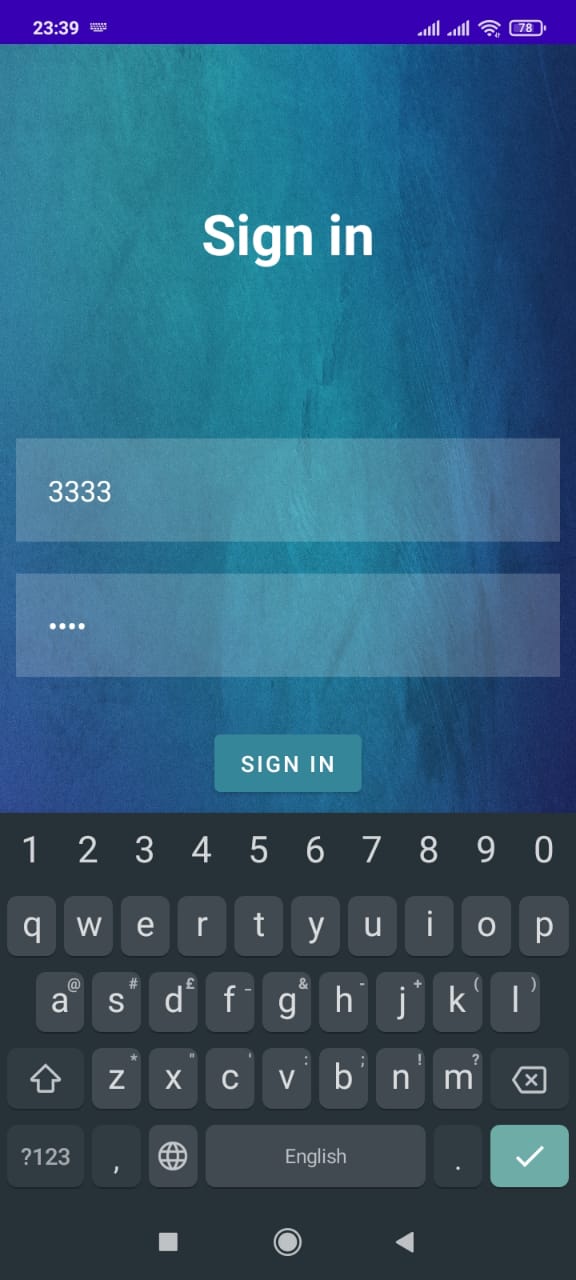 23:39 78
Sign in
3333
••••
SIGN IN
1 2 3 4 5 6 7 8 9 0
q w e r t y u i o p
@ # £ _ & - + ( )
a s d f g h j k l
* " ' : ; ! ?
z x c v b n m
?123 , English .